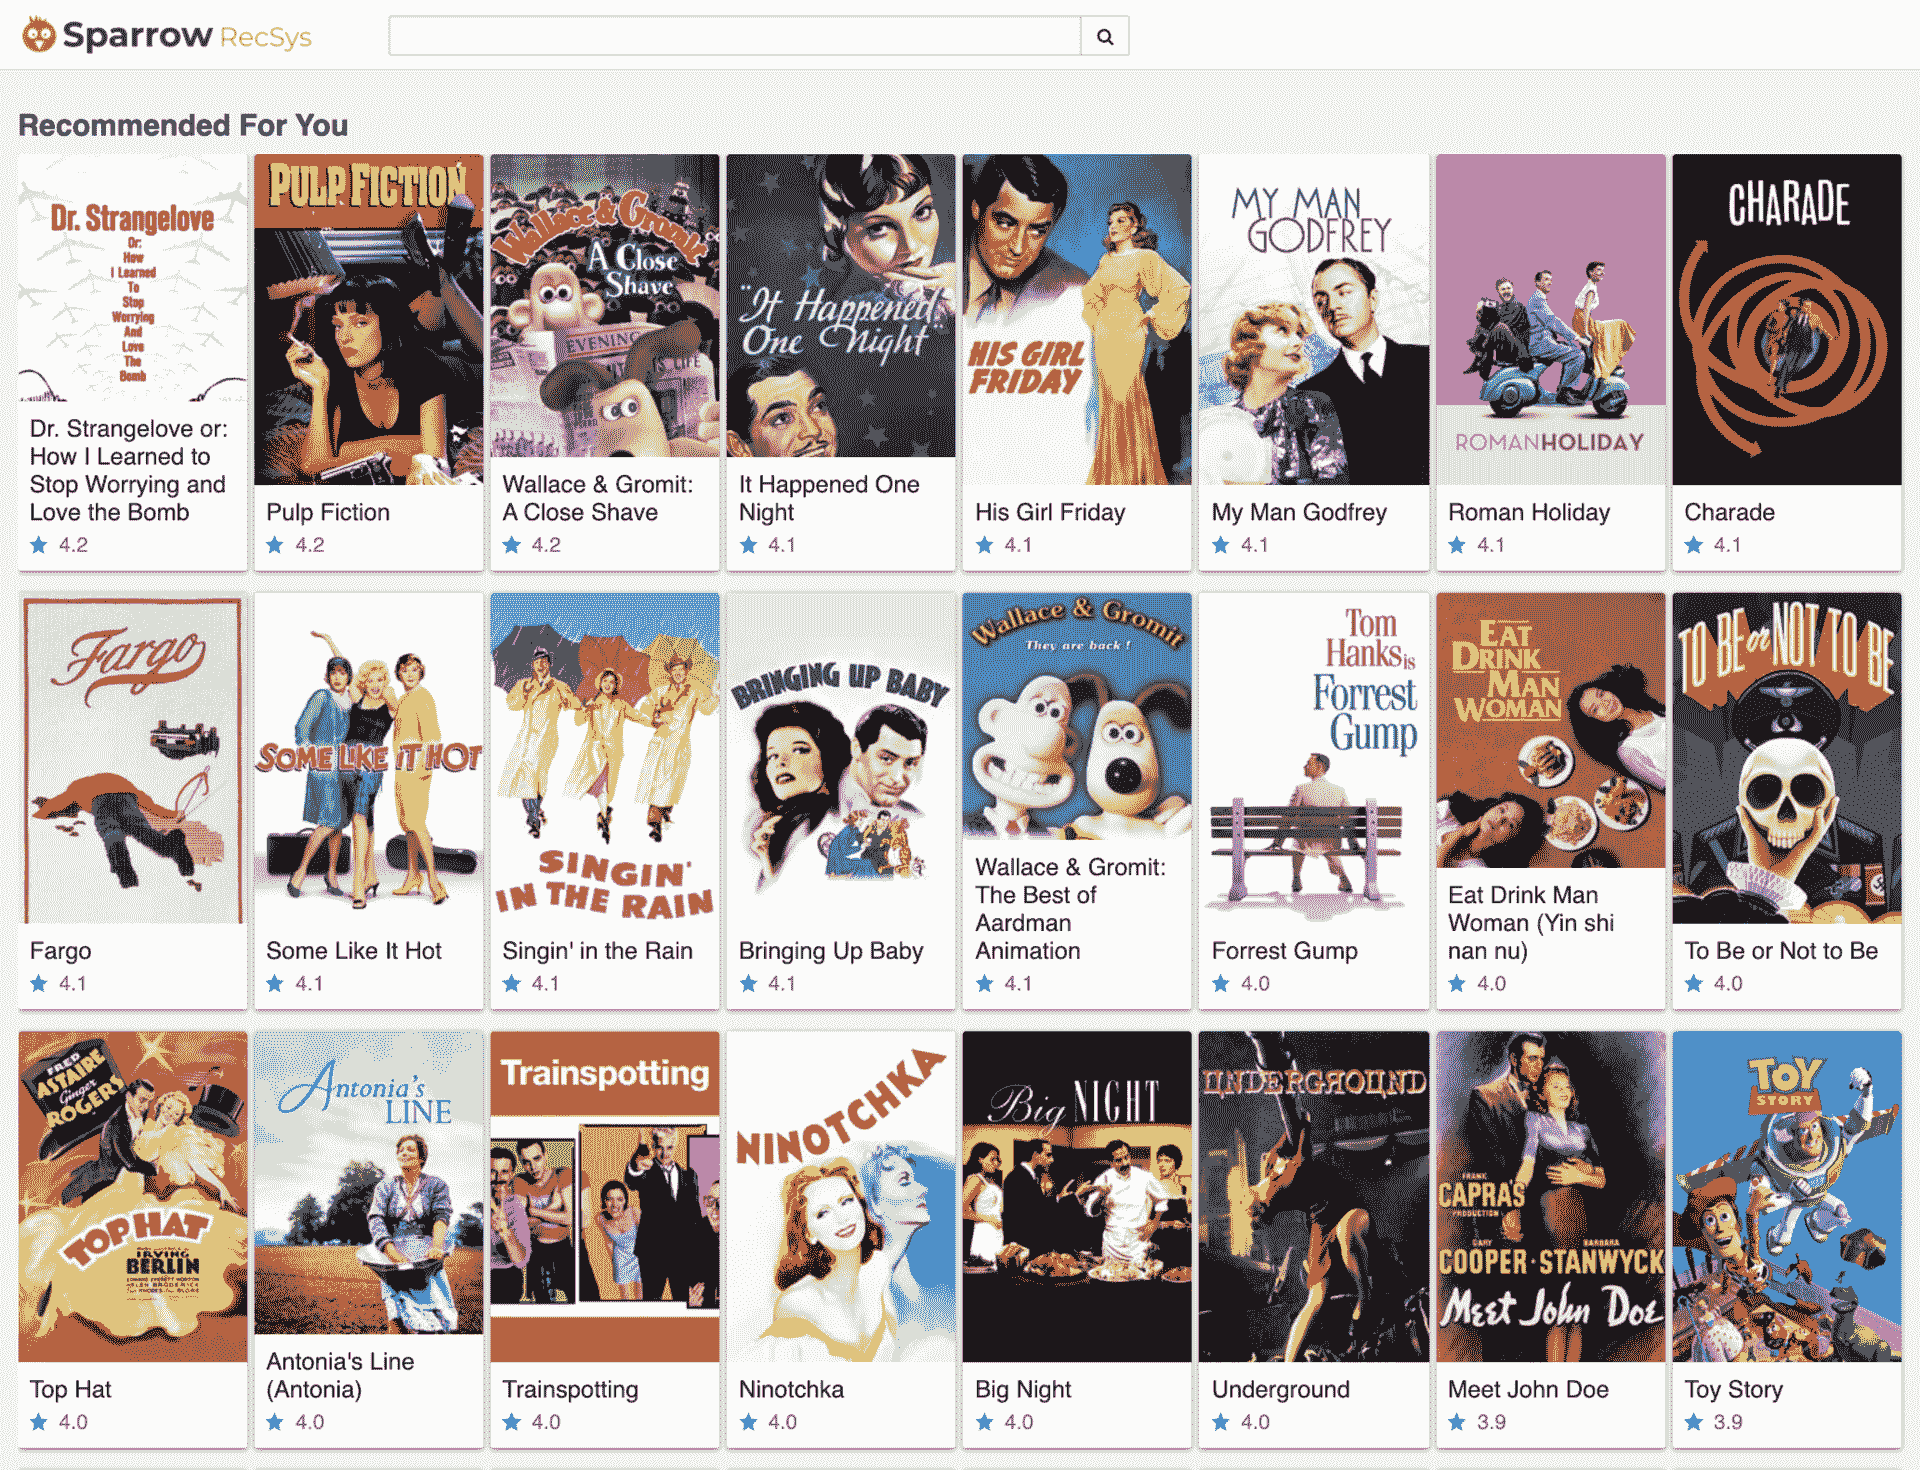 Sparrow RecSys
Recommended For You
Dr. Strangelove
Or:
How
I Learned
To
Stop
Worrying
And
Love
The
Bomb
Dr. Strangelove or:
How I Learned to
Stop Worrying and
Love the Bomb
4.2
PULP FICTION
Pulp Fiction
4.2
Wallace & Gromit
A Close
Shave
EVENING
Wallace & Gromit:
A Close Shave
4.2
"It Happened
One Night"
It Happened One
Night
4.1
HIS GIRL
FRIDAY
His Girl Friday
4.1
MY MAN
GODFREY
My Man Godfrey
4.1
ROMANHOLIDAY
Roman Holiday
4.1
CHARADE
Charade
4.1
Fargo
Fargo
4.1
SOME LIKE IT HOT
Some Like It Hot
4.1
SINGIN'
IN THE RAIN
Singin' in the Rain
4.1
BRINGING UP BABY
Bringing Up Baby
4.1
Wallace & Gromit
They are back !
Wallace & Gromit:
The Best of
Aardman
Animation
4.1
Tom
Hanks is
Forrest
Gump
Forrest Gump
4.0
EAT
DRINK
MAN
WOMAN
Eat Drink Man
Woman (Yin shi
nan nu)
4.0
TO BE or NOT TO BE
To Be or Not to Be
4.0
FRED
ASTAIRE
Ginger
ROGERS
TOP HAT
IRVING
BERLIN
Top Hat
4.0
Antonia's
LINE
Antonia's Line
(Antonia)
4.0
Trainspotting
Trainspotting
4.0
NINOTCHKA
Ninotchka
4.0
Big NIGHT
Big Night
4.0
UNDERGROUND
Underground
4.0
FRANK
CAPRA'S
PRODUCTION
GARY BARBARA
COOPER·STANWYCK
Meet John Doe
Meet John Doe
3.9
TOY
STORY
Toy Story
3.9